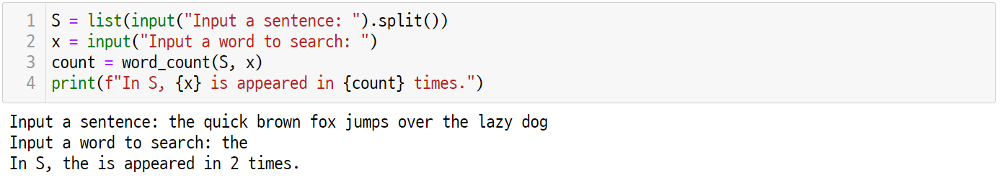 1 S = list(input("Input a sentence: ").split())
2 x = input("Input a word to search: ")
3 count = word_count(S, x)
4 print(f"In S, {x} is appeared in {count} times.")
Input a sentence: the quick brown fox jumps over the lazy dog
Input a word to search: the
In S, the is appeared in 2 times.